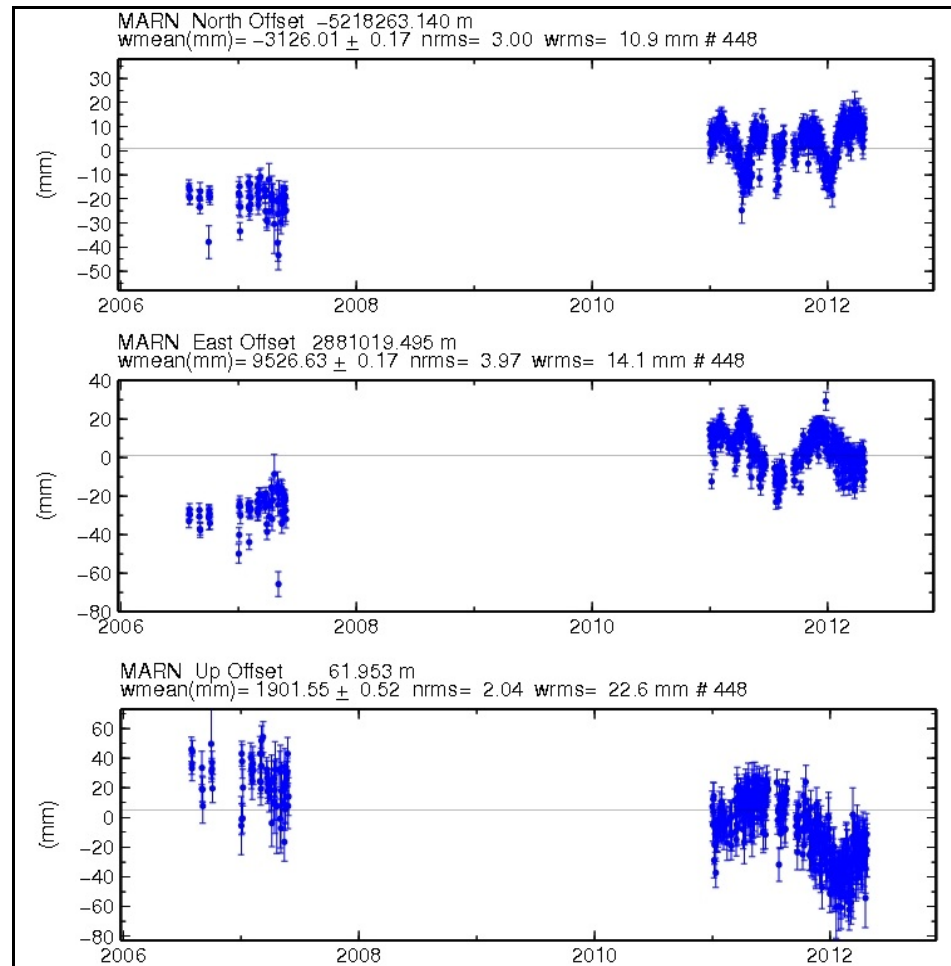 MARN North Offset -5218263.140 m
wmean(mm)= -3126.01 ± 0.17 nrms= 3.00 wrms= 10.9 mm # 448
30
20
10
0
-10
-20
-30
-40
-50
(mm)
2006 2008 2010 2012
MARN East Offset 2881019.495 m
wmean(mm)= 9526.63 ± 0.17 nrms= 3.97 wrms= 14.1 mm # 448
40
20
0
-20
-40
-60
-80
(mm)
2006 2008 2010 2012
MARN Up Offset 61.953 m
wmean(mm)= 1901.55 ± 0.52 nrms= 2.04 wrms= 22.6 mm # 448
60
40
20
0
-20
-40
-60
-80
(mm)
2006 2008 2010 2012